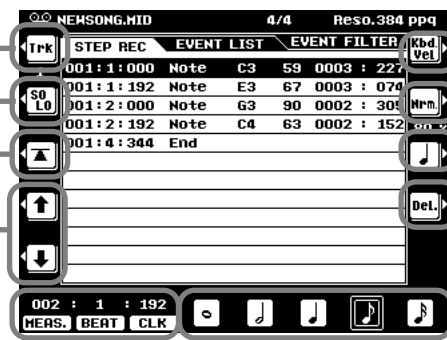 NEWSONG.MID 4/4 Reso.384 ppq
Trk STEP REC EVENT LIST EVENT FILTER Kbd. Vel
001:1:000 Note C3 59 0003 : 227
001:1:192 Note E3 67 0003 : 074
SO LO
Nrm.
001:2:000 Note G3 90 0002 : 305
001:2:192 Note C4 63 0002 : 152
001:4:344 End
Del.
002 : 1 : 192
MEAS. BEAT CLK